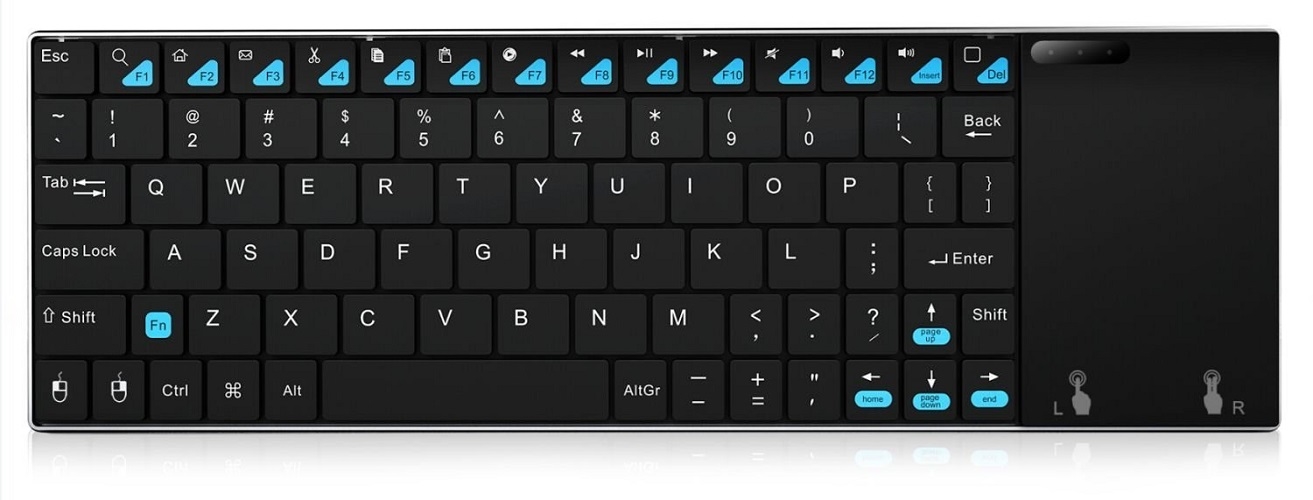 Esc F1 F2 F3 F4 F5 F6 F7 F8 F9 F10 F11 F12 Insert Del
~ ! @ # $ % ^ & * ( ) ¦ Back
` 1 2 3 4 5 6 7 8 9 0 \
Tab Q W E R T Y U I O P { }
[ ]
Caps Lock A S D F G H J K L : Enter
;
⇧ Shift Fn Z X C V B N M < > ? ↑ Shift
, . / page up
Ctrl ⌘ Alt AltGr — + " ← ↓ →
– = ' home page down end
L R